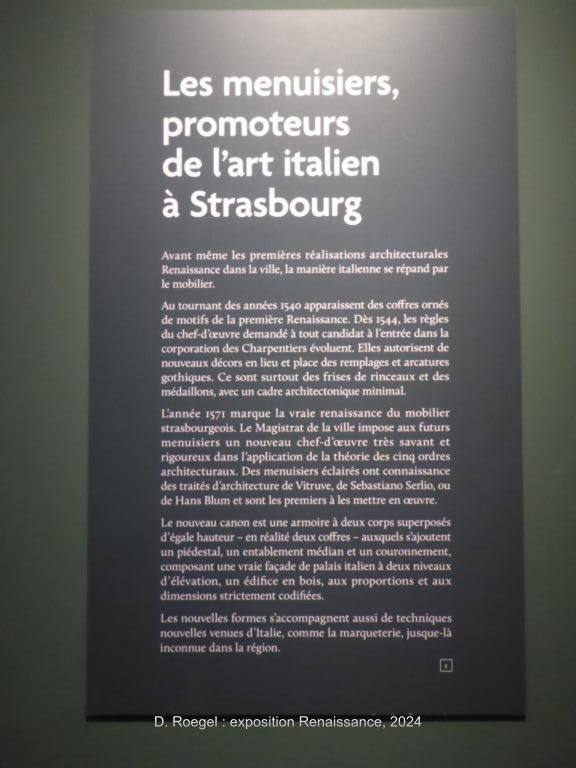 Les menuisiers,
promoteurs
de l'art italien
à Strasbourg
Avant même les premières réalisations architecturales
Renaissance dans la ville, la manière italienne se répand par
le mobilier.
Au tournant des années 1540 apparaissent des coffres ornés
de motifs de la première Renaissance. Dès 1544, les règles
du chef-d'œuvre demandé à tout candidat à l'entrée dans la
corporation des Charpentiers évoluent. Elles autorisent de
nouveaux décors en lieu et place des remplages et arcatures
gothiques. Ce sont surtout des frises de rinceaux et des
médaillons, avec un cadre architectonique minimal.
L'année 1571 marque la vraie renaissance du mobilier
strasbourgeois. Le Magistrat de la ville impose aux futurs
menuisiers un nouveau chef-d'œuvre très savant et
rigoureux dans l'application de la théorie des cinq ordres
architecturaux. Des menuisiers éclairés ont connaissance
des traités d'architecture de Vitruve, de Sebastiano Serlio, ou
de Hans Blum et sont les premiers à les mettre en œuvre.
Le nouveau canon est une armoire à deux corps superposés
d'égale hauteur – en réalité deux coffres – auxquels s'ajoutent
un piédestal, un entablement médian et un couronnement,
composant une vraie façade de palais italien à deux niveaux
d'élévation, un édifice en bois, aux proportions et aux
dimensions strictement codifiées.
Les nouvelles formes s'accompagnent aussi de techniques
nouvelles venues d'Italie, comme la marqueterie, jusque-là
inconnue dans la région.
D. Roegel : exposition Renaissance, 2024